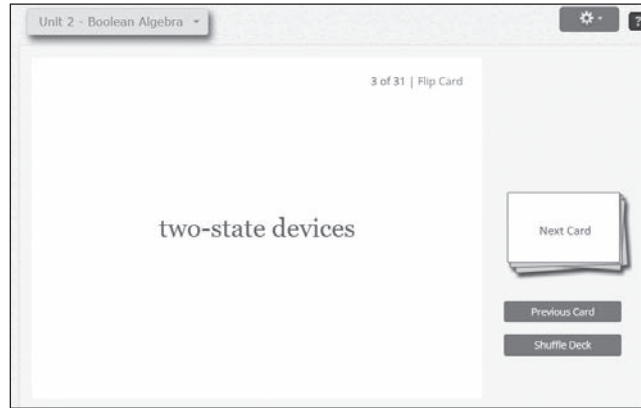 Unit 2 - Boolean Algebra
?
3 of 31 | Flip Card
two-state devices
Next Card
Previous Card
Shuffle Deck